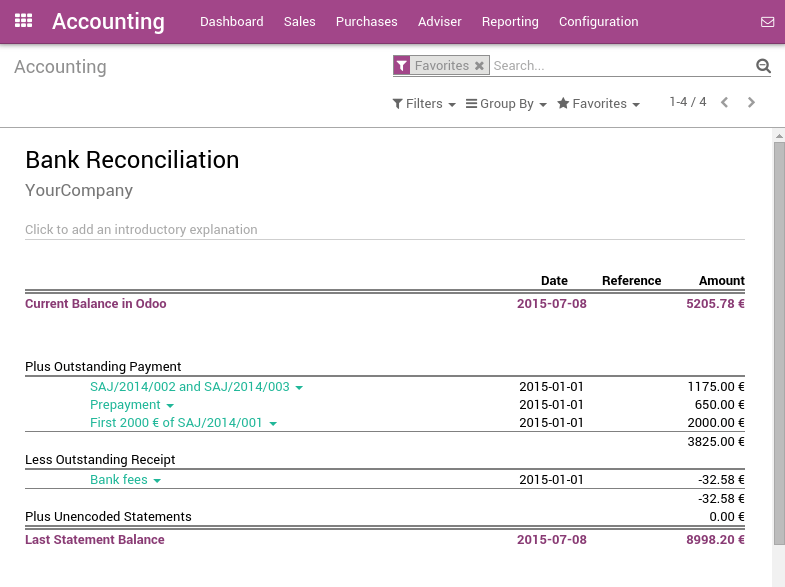 Accounting Dashboard Sales Purchases Adviser Reporting Configuration
Accounting Favorites Search...
Filters Group By Favorites 1-4 / 4
Bank Reconciliation
YourCompany
Click to add an introductory explanation
Date Reference Amount
Current Balance in Odoo 2015-07-08 5205.78 €
Plus Outstanding Payment
SAJ/2014/002 and SAJ/2014/003 2015-01-01 1175.00 €
Prepayment 2015-01-01 650.00 €
First 2000 € of SAJ/2014/001 2015-01-01 2000.00 €
3825.00 €
Less Outstanding Receipt
Bank fees 2015-01-01 -32.58 €
-32.58 €
Plus Unencoded Statements 0.00 €
Last Statement Balance 2015-07-08 8998.20 €